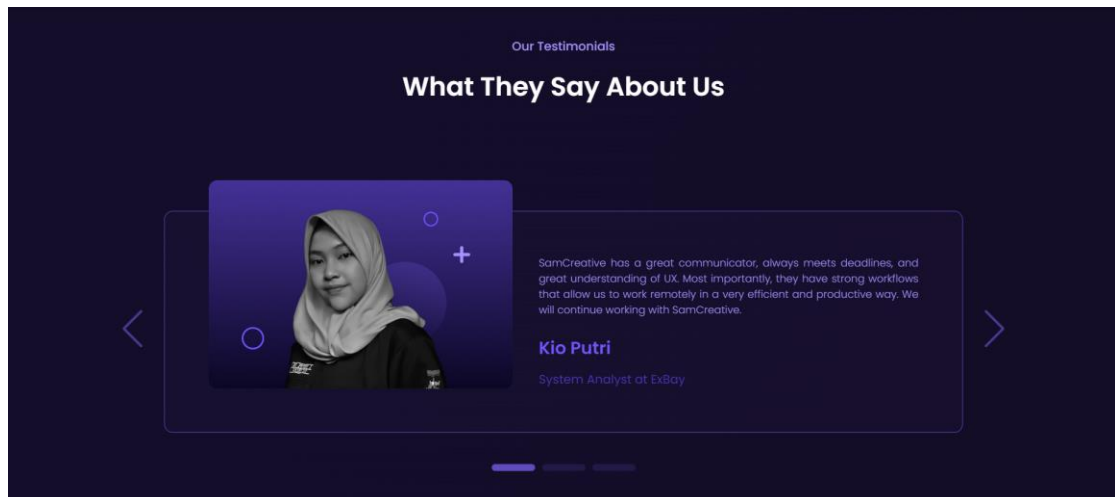 Our Testimonials
What They Say About Us
SamCreative has a great communicator, always meets deadlines, and
great understanding of UX. Most importantly, they have strong workflows
that allow us to work remotely in a very efficient and productive way. We
will continue working with SamCreative.
Kio Putri
System Analyst at ExBay